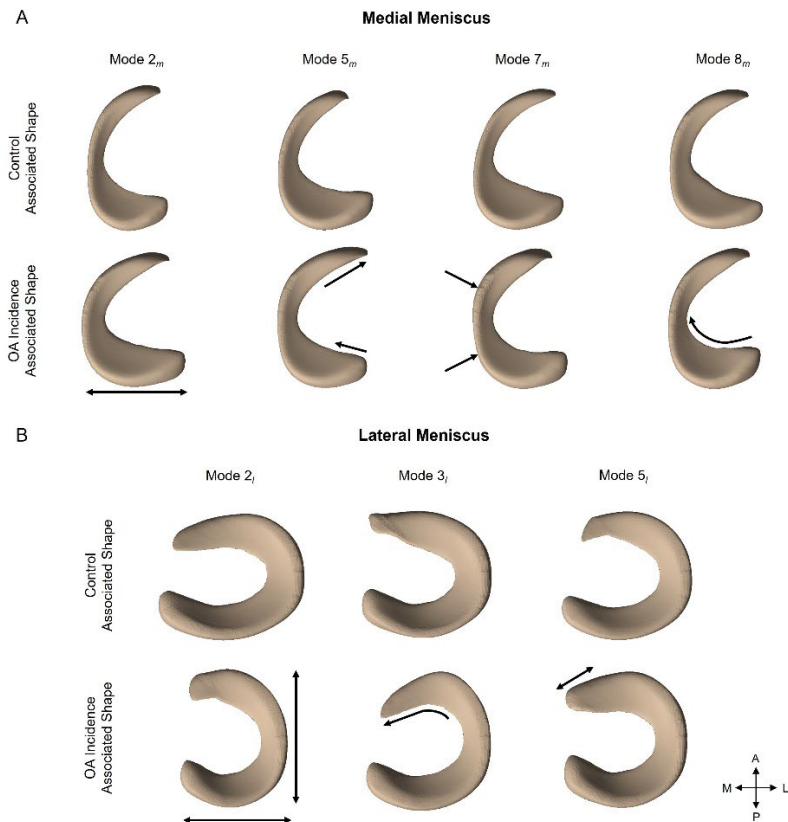 A
Medial Meniscus
Mode 2m
Mode 5m
Mode 7m
Mode 8m
Control
Associated Shape
OA Incidence
Associated Shape
B
Lateral Meniscus
Mode 2l
Mode 3l
Mode 5l
Control
Associated Shape
OA Incidence
Associated Shape
A
M L
P